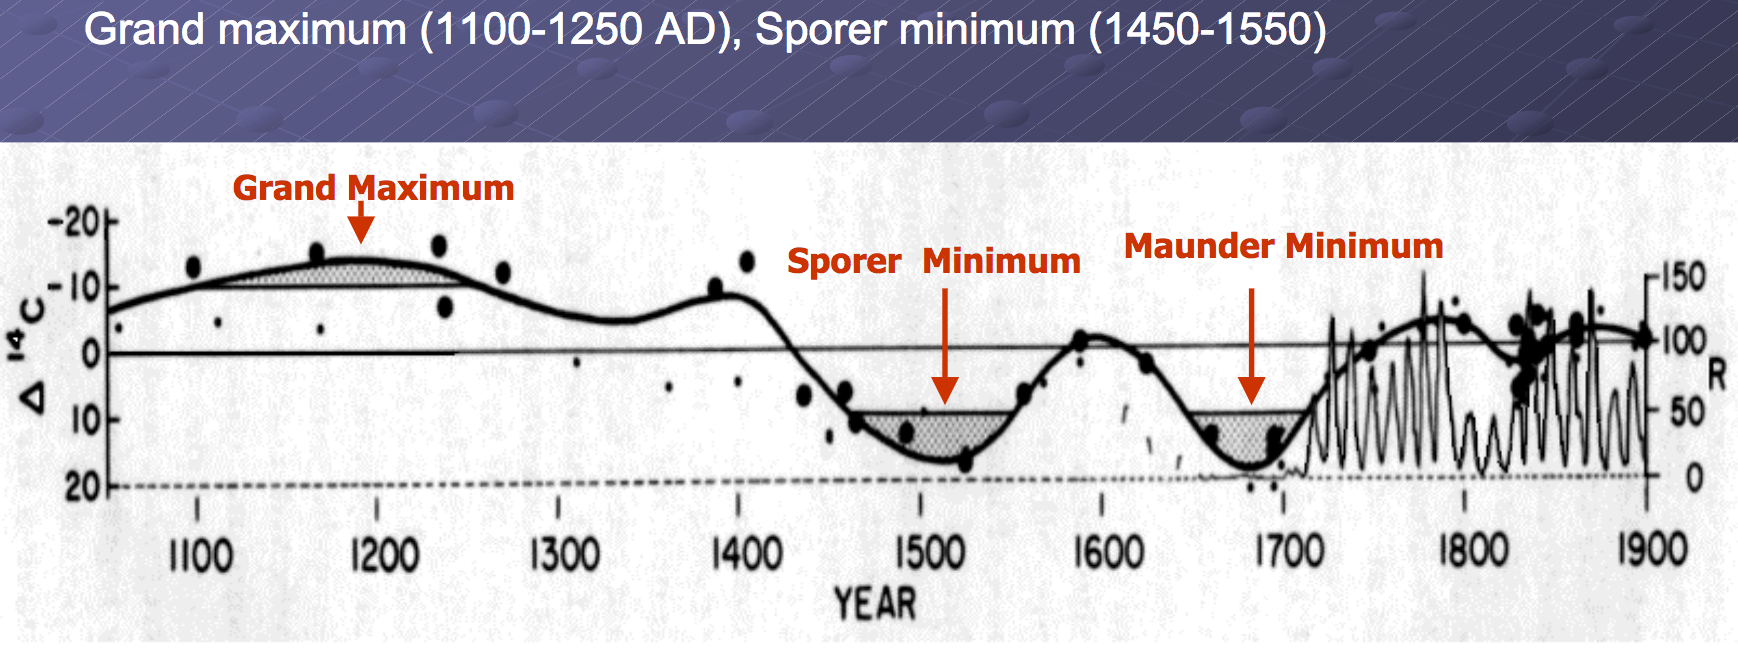 Grand maximum (1100-1250 AD), Sporer minimum (1450-1550)
Grand Maximum
Sporer Minimum
Maunder Minimum
-20
-10
0
10
20
Δ 14C
150
100
50
0
R
1100 1200 1300 1400 1500 1600 1700 1800 1900
YEAR